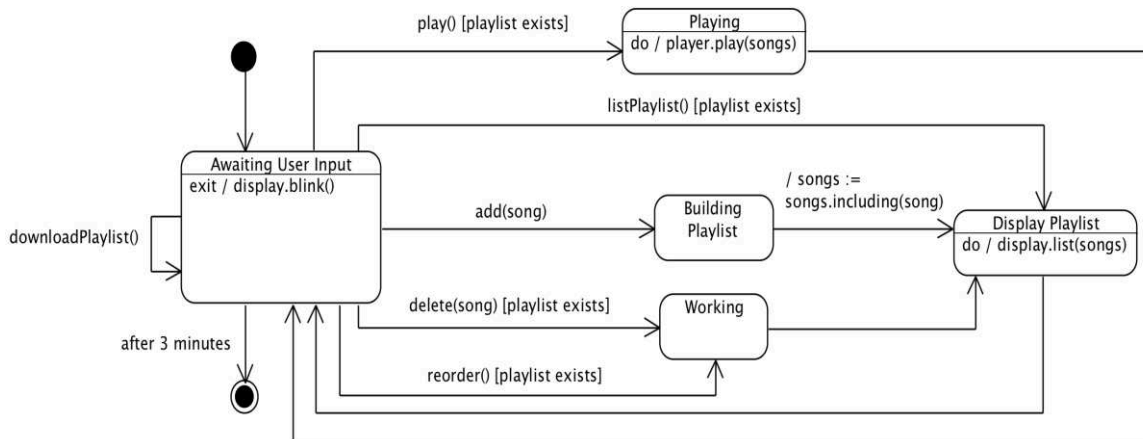 play() [playlist exists]
Playing
do / player.play(songs)
listPlaylist() [playlist exists]
Awaiting User Input
exit / display.blink()
downloadPlaylist()
add(song)
Building
Playlist
/ songs :=
songs.including(song)
Display Playlist
do / display.list(songs)
delete(song) [playlist exists]
Working
after 3 minutes
reorder() [playlist exists]